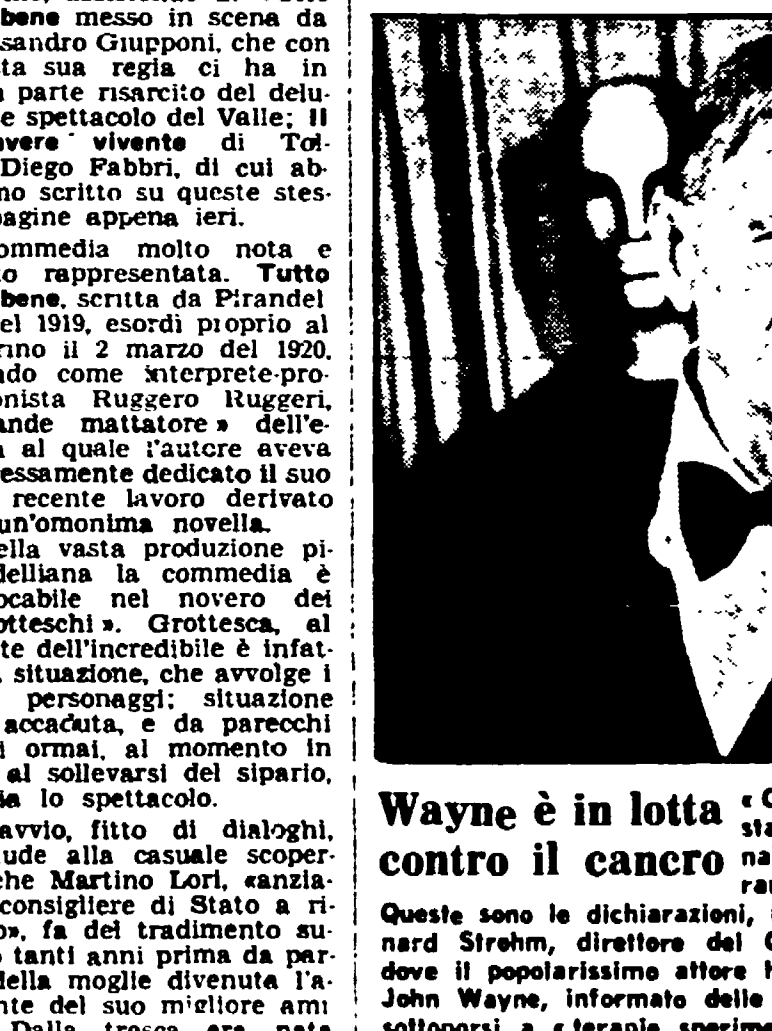 bene messo in scena da
sandro Giupponi, che con
ta sua regia ci ha in
parte risarcito del delu-
e spettacolo del Valle; Il
avere vivente di Tol-
Diego Fabbri, di cui ab-
no scritto su queste stes-
pagine appena ieri.
ommedia molto nota e
o rappresentata. Tutto
bene, scritta da Pirandel
el 1919, esordì proprio al
rino il 2 marzo del 1920,
ndo come interprete-pro-
onista Ruggero Ruggeri,
ande mattatore » dell'e-
a al quale l'autore aveva
essamente dedicato il suo
recente lavoro derivato
un'omonima novella.
ella vasta produzione pi-
delliana la commedia è
ocabile nel novero dei
otteschi ». Grottesca, al
te dell'incredibile è infat-
situazione, che avvolge i
personaggi: situazione
accaduta, e da parecchi
i ormai, al momento in
al sollevarsi del sipario,
ia lo spettacolo.
avvio, fitto di dialoghi,
ude alla casuale scoper-
che Martino Lori, «anzia-
consigliere di Stato a ri-
o», fa del tradimento su-
o tanti anni prima da par-
della moglie divenuta l'a-
nte del suo migliore ami
Dalla tresca era nata
Wayne è in lotta
contro il cancro
« C
sta
na
rar
Queste sono le dichiarazioni,
nard Strohm, direttore del C
dove il popolarissimo attore h
John Wayne, informato delle
sottoporsi a « terapie sperime